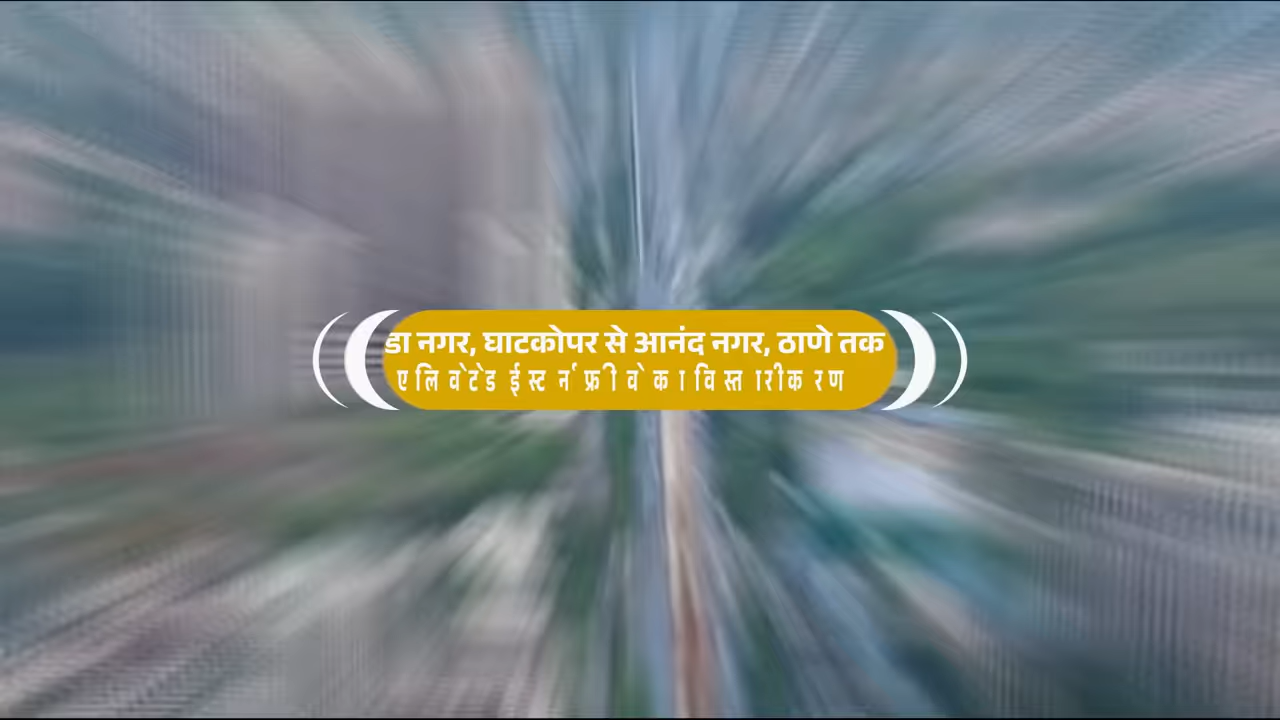 डा नगर, घाटकोपर से आनंद नगर, ठाणे तक
एलिवेटेड ईस्टर्न फ्रीवे का विस्तारीकरण